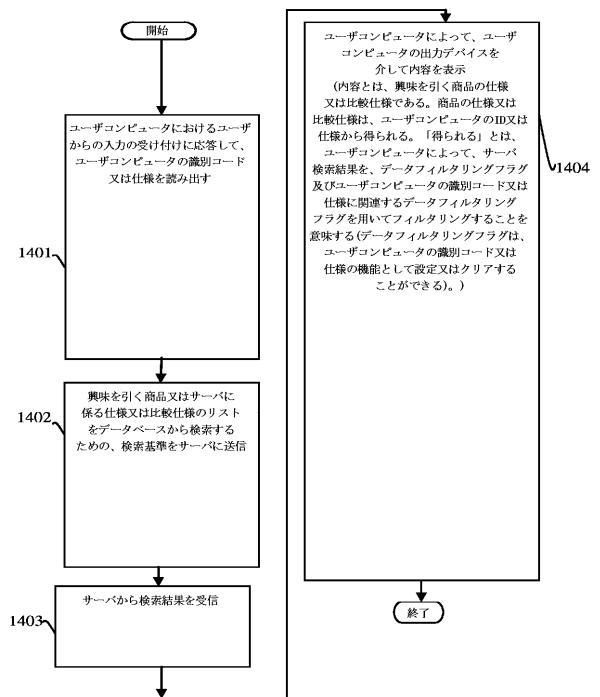 開始
ユーザコンピュータにおけるユーザ
からの入力の受け付けに応答して、
ユーザコンピュータの識別コード
又は仕様を読み出す
1401
興味を引く商品又はサーバに
係る仕様又は比較仕様のリスト
をデータベースから検索する
ための、検索基準をサーバに送信
1402
サーバから検索結果を受信
1403
ユーザコンピュータによって、ユーザ
コンピュータの出力デバイスを
介して内容を表示
(内容とは、興味を引く商品の仕様
又は比較仕様である。商品の仕様又は
比較仕様は、ユーザコンピュータのID又は
仕様から得られる。「得られる」とは、
ユーザコンピュータによって、サーバ
検索結果を、データフィルタリングフラグ
及びユーザコンピュータの識別コード又は
仕様に関連するデータフィルタリング
フラグを用いてフィルタリングすることを
意味する(データフィルタリングフラグは、
ユーザコンピュータの識別コード又は
仕様の機能として設定又はクリアする
ことができる)。)
1404
終了